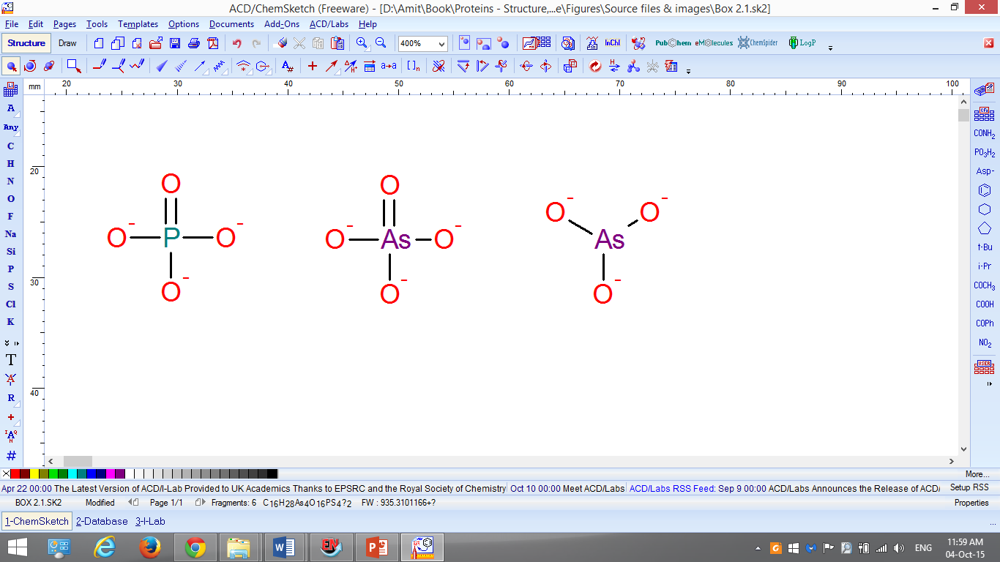 ACD/ChemSketch (Freeware) - [D:\Amit\Book\Proteins - Structure,...e\Figures\Source files & images\Box 2.1.sk2]
File Edit Pages Tools Templates Options Documents Add-Ons ACD/Labs Help
Structure Draw 400% InChI PubChem eMolecules ChemSpider LogP
A# a→a [ ]n H
mm 20 30 40 50 60 70 80 90 100
20
30
40
A
Any
C
H
N
O
F
Na
Si
P
S
Cl
K
T
A
R
+
#
CONH2
PO3H2
Asp-
t-Bu
i-Pr
COCH3
COOH
COPh
NO2
USER
O
O- P O-
O-
O
O- As O-
O-
O- O-
As
O-
More...
Apr 22 00:00 The Latest Version of ACD/I-Lab Provided to UK Academics Thanks to EPSRC and the Royal Society of Chemistry Oct 10 00:00 Meet ACD/Labs ACD/Labs RSS Feed: Sep 9 00:00 ACD/Labs Announces the Release of ACD/ Setup RSS
BOX 2.1.SK2 Modified Page 1/1 Fragments: 6 C16H28As4O16PS4?2 FW : 935.3101166+? Properties
1-ChemSketch 2-Database 3-I-Lab ...
ENG 11:59 AM
04-Oct-15